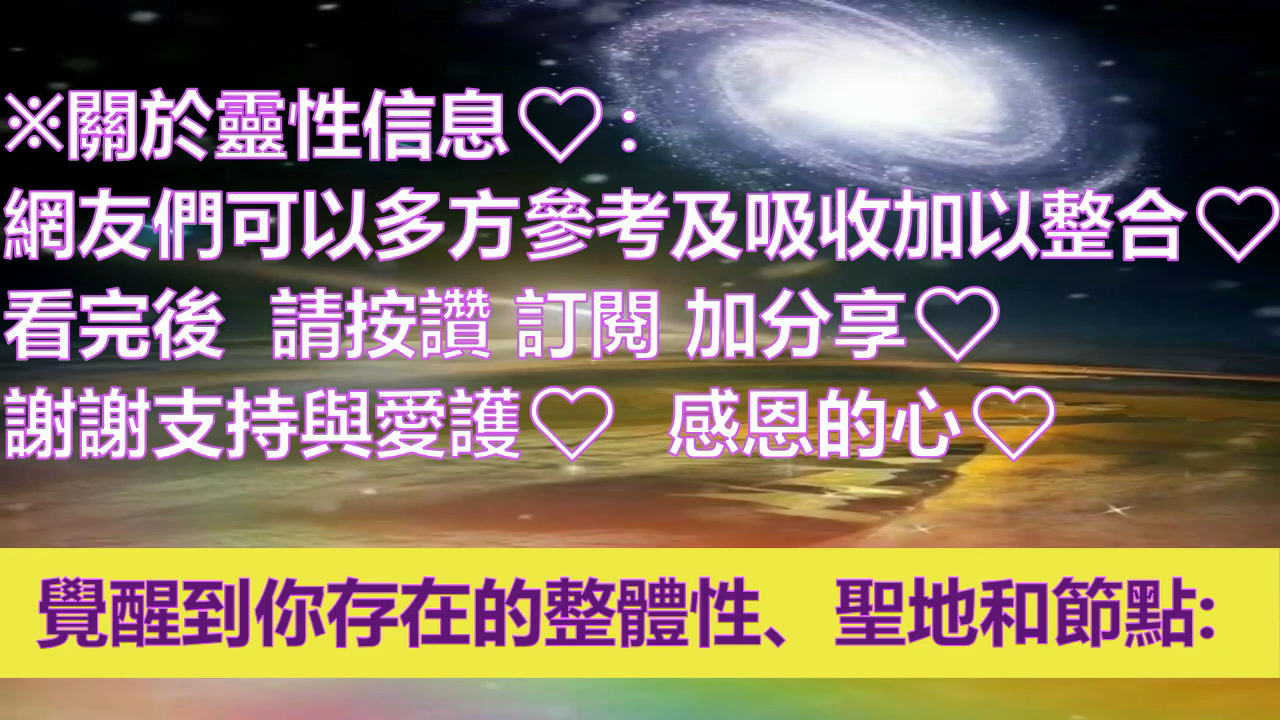 ※關於靈性信息♡:
網友們可以多方參考及吸收加以整合♡
看完後 請按讚 訂閱 加分享♡
謝謝支持與愛護♡ 感恩的心♡
覺醒到你存在的整體性、聖地和節點: